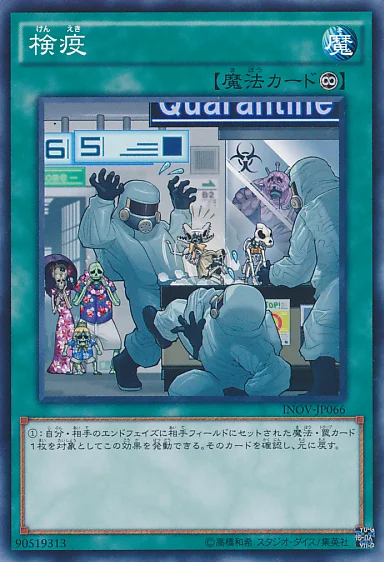 検疫
けんえき
魔
【魔法カード】
Quarantine
6 5
B2
INOV-JP066
①:自分・相手のエンドフェイズに相手フィールドにセットされた魔法・罠カード
1枚を対象としてこの効果を発動できる。そのカードを確認し、元に戻す。
90519313
©高橋和希 スタジオ・ダイス/集英社